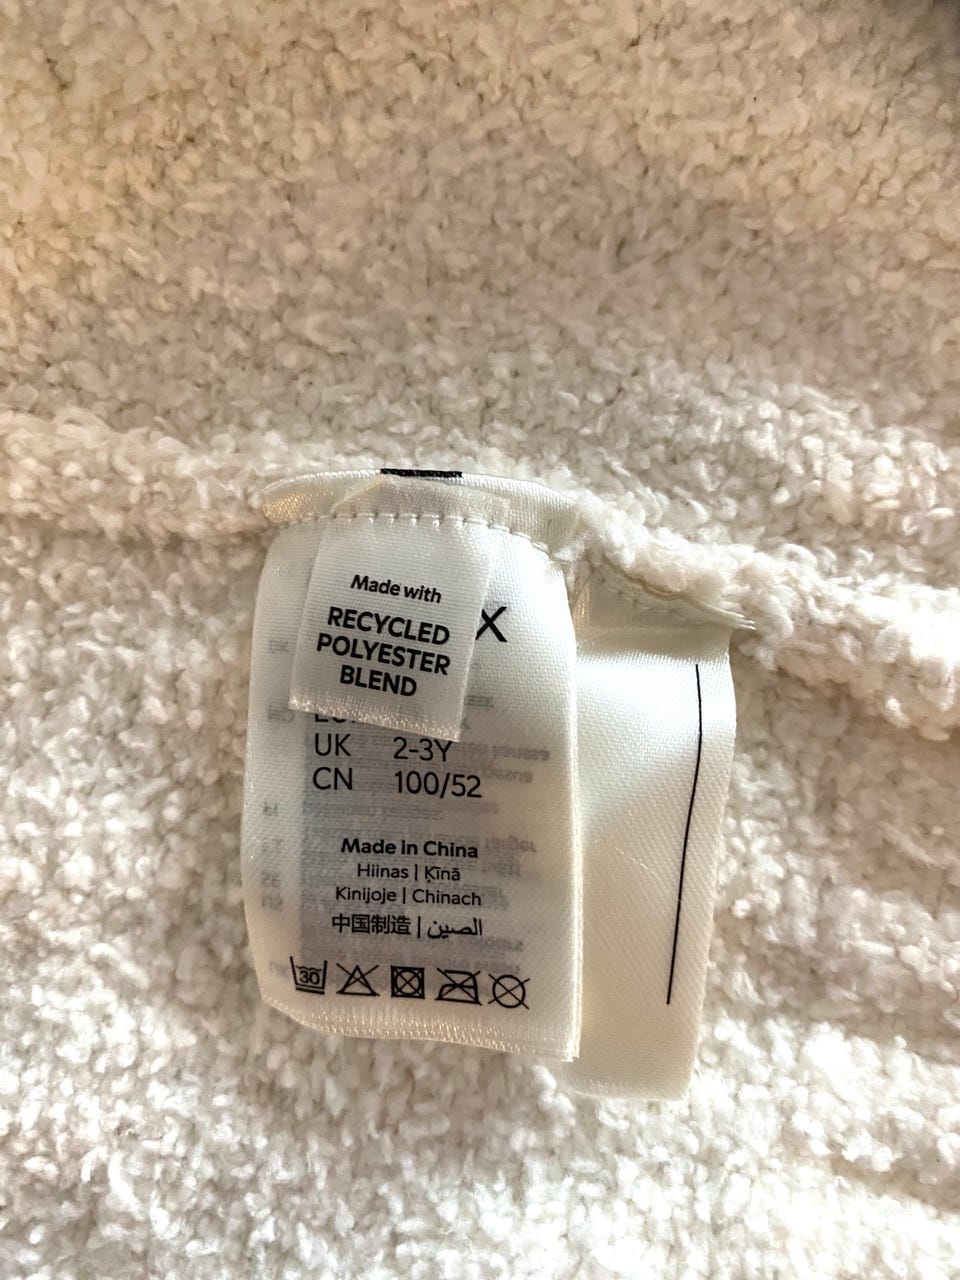 Made with
RECYCLED
POLYESTER
BLEND
X
UK 2-3Y
CN 100/52
Made in China
Hiinas | Ķīnā
Kinijoje | Chinach
中国制造 | الصين
30